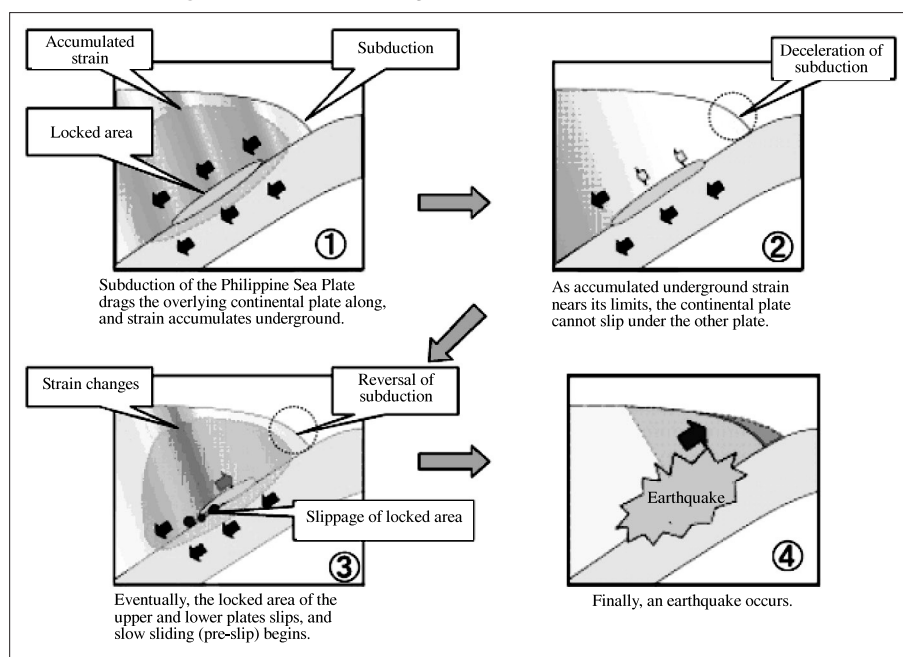 Accumulated
strain
Subduction
Locked area
①
Subduction of the Philippine Sea Plate
drags the overlying continental plate along,
and strain accumulates underground.
Deceleration of
subduction
②
As accumulated underground strain
nears its limits, the continental plate
cannot slip under the other plate.
Strain changes
Reversal of
subduction
Slippage of locked area
③
Eventually, the locked area of the
upper and lower plates slips, and
slow sliding (pre-slip) begins.
Earthquake
④
Finally, an earthquake occurs.